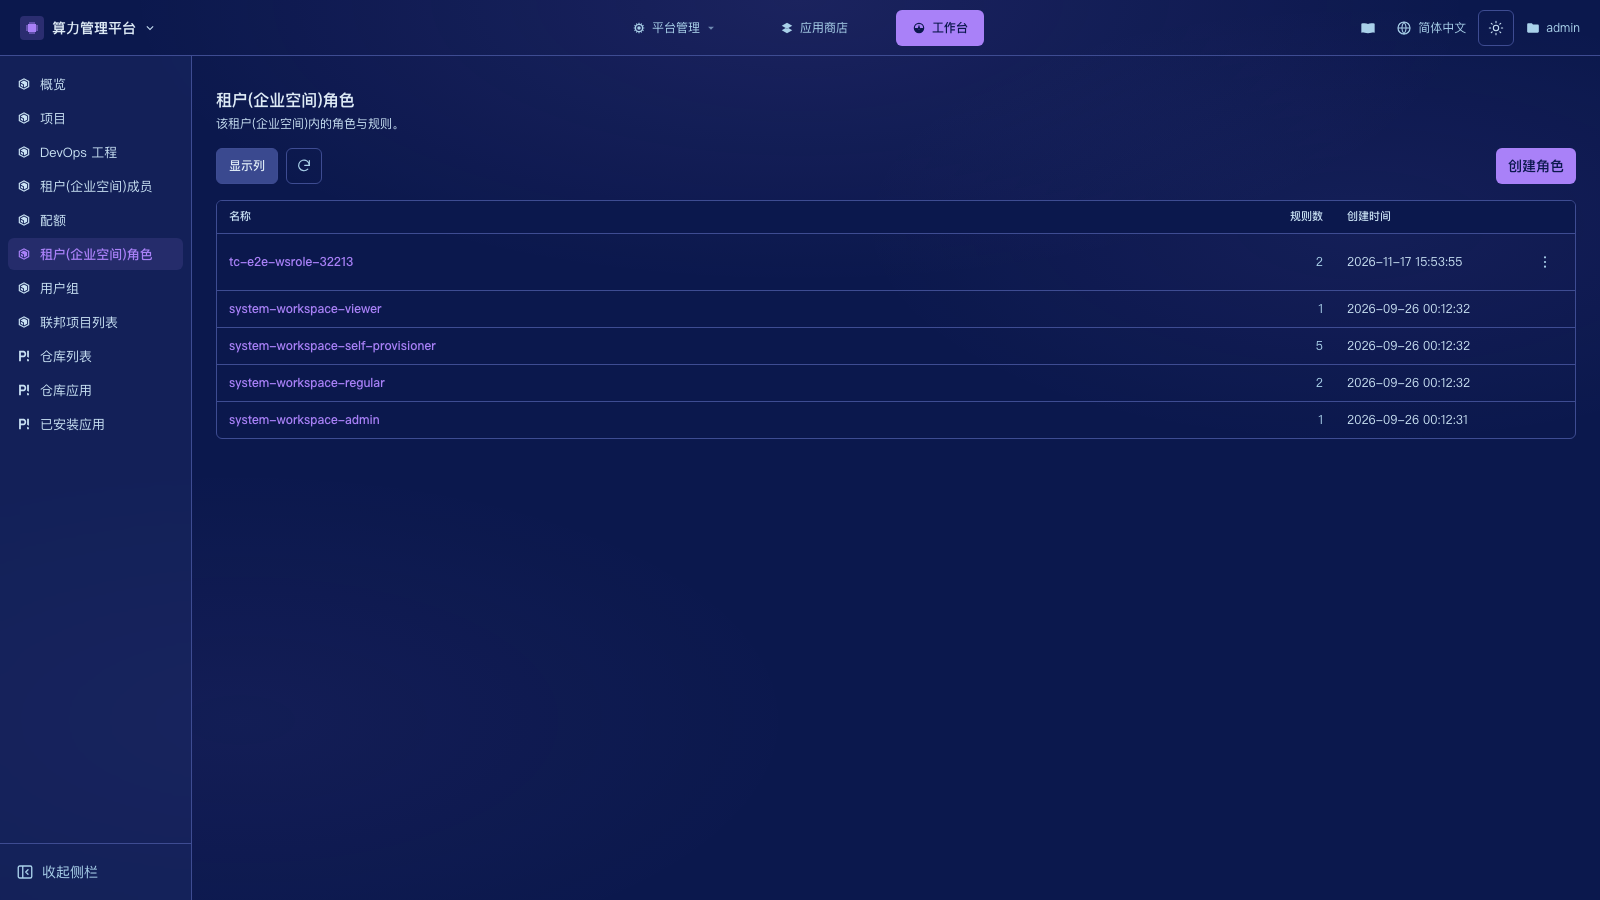 算力管理平台
平台管理
应用商店
工作台
简体中文
admin
概览
项目
DevOps 工程
租户(企业空间)成员
配额
租户(企业空间)角色
用户组
联邦项目列表
P! 仓库列表
P! 仓库应用
P! 已安装应用
收起侧栏
租户(企业空间)角色
该租户(企业空间)内的角色与规则。
显示列
创建角色
名称 规则数 创建时间
tc-e2e-wsrole-32213 2 2026-11-17 15:53:55
system-workspace-viewer 1 2026-09-26 00:12:32
system-workspace-self-provisioner 5 2026-09-26 00:12:32
system-workspace-regular 2 2026-09-26 00:12:32
system-workspace-admin 1 2026-09-26 00:12:31